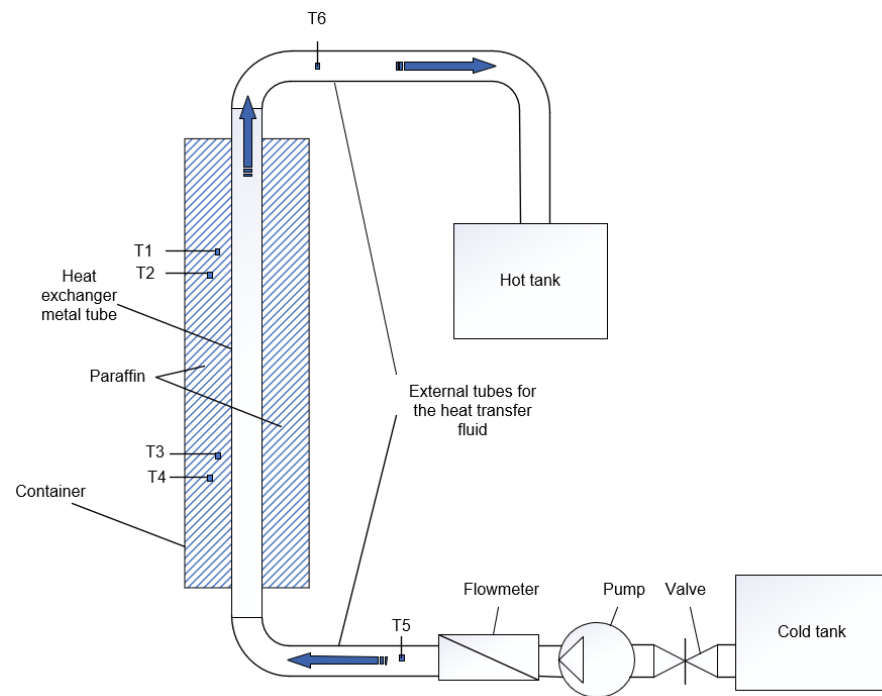 T6
T1
T2
Heat
exchanger
metal tube
Hot tank
Paraffin
External tubes for
the heat transfer
fluid
T3
T4
Container
T5
Flowmeter
Pump
Valve
Cold tank